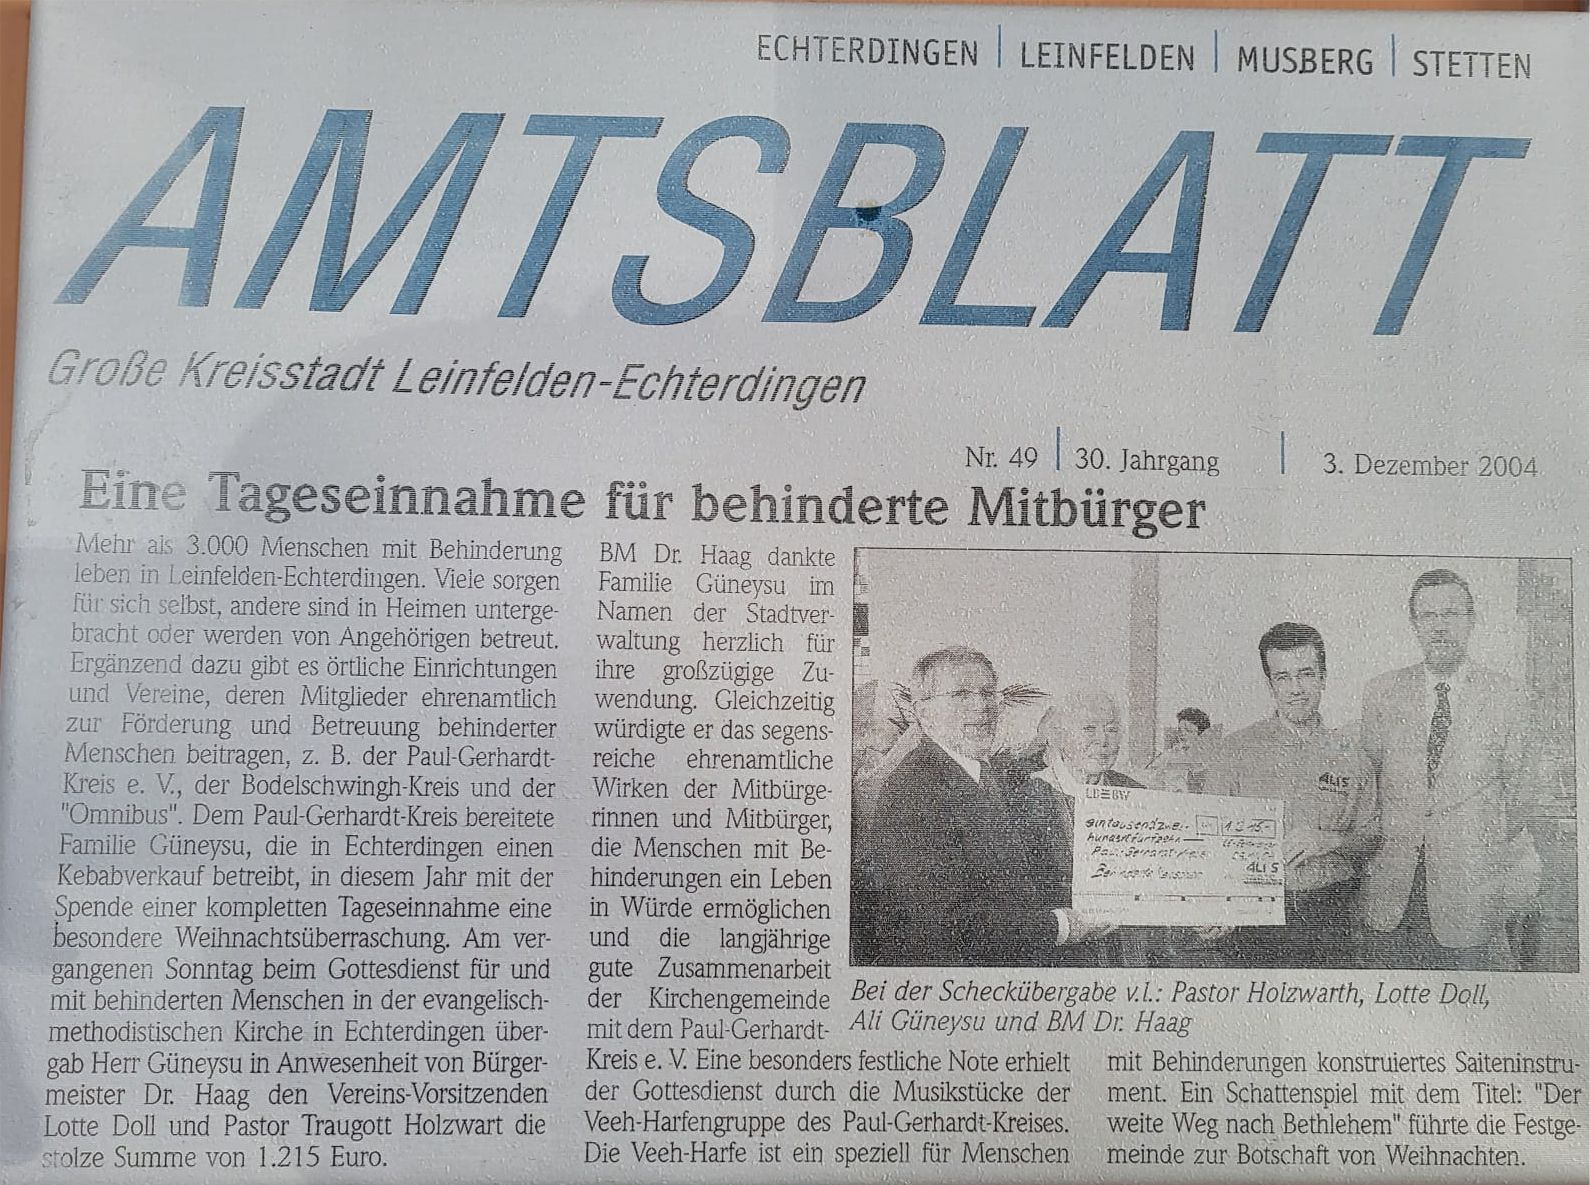 ECHTERDINGEN | LEINFELDEN | MUSBERG | STETTEN
AMTSBLATT
Große Kreisstadt Leinfelden-Echterdingen
Nr. 49 | 30. Jahrgang | 3. Dezember 2004
Eine Tageseinnahme für behinderte Mitbürger
Mehr als 3.000 Menschen mit Behinderung
leben in Leinfelden-Echterdingen. Viele sorgen
für sich selbst, andere sind in Heimen unterge-
bracht oder werden von Angehörigen betreut.
Ergänzend dazu gibt es örtliche Einrichtungen
und Vereine, deren Mitglieder ehrenamtlich
zur Förderung und Betreuung behinderter
Menschen beitragen, z. B. der Paul-Gerhardt-
Kreis e. V., der Bodelschwingh-Kreis und der
"Omnibus". Dem Paul-Gerhardt-Kreis bereitete
Familie Güneysu, die in Echterdingen einen
Kebabverkauf betreibt, in diesem Jahr mit der
Spende einer kompletten Tageseinnahme eine
besondere Weihnachtsüberraschung. Am ver-
gangenen Sonntag beim Gottesdienst für und
mit behinderten Menschen in der evangelisch-
methodistischen Kirche in Echterdingen über-
gab Herr Güneysu in Anwesenheit von Bürger-
meister Dr. Haag den Vereins-Vorsitzenden
Lotte Doll und Pastor Traugott Holzwart die
stolze Summe von 1.215 Euro.
BM Dr. Haag dankte
Familie Güneysu im
Namen der Stadtver-
waltung herzlich für
ihre großzügige Zu-
wendung. Gleichzeitig
würdigte er das segens-
reiche ehrenamtliche
Wirken der Mitbürge-
rinnen und Mitbürger,
die Menschen mit Be-
hinderungen ein Leben
in Würde ermöglichen
und die langjährige
gute Zusammenarbeit
der Kirchengemeinde
mit dem Paul-Gerhardt-
Kreis e. V. Eine besonders festliche Note erhielt
der Gottesdienst durch die Musikstücke der
Veeh-Harfengruppe des Paul-Gerhardt-Kreises.
Die Veeh-Harfe ist ein speziell für Menschen
LBBW
ALIS
ALIS
Bei der Scheckübergabe v.l.: Pastor Holzwarth, Lotte Doll,
Ali Güneysu und BM Dr. Haag
mit Behinderungen konstruiertes Saiteninstru-
ment. Ein Schattenspiel mit dem Titel: "Der
weite Weg nach Bethlehem" führte die Festge-
meinde zur Botschaft von Weihnachten.